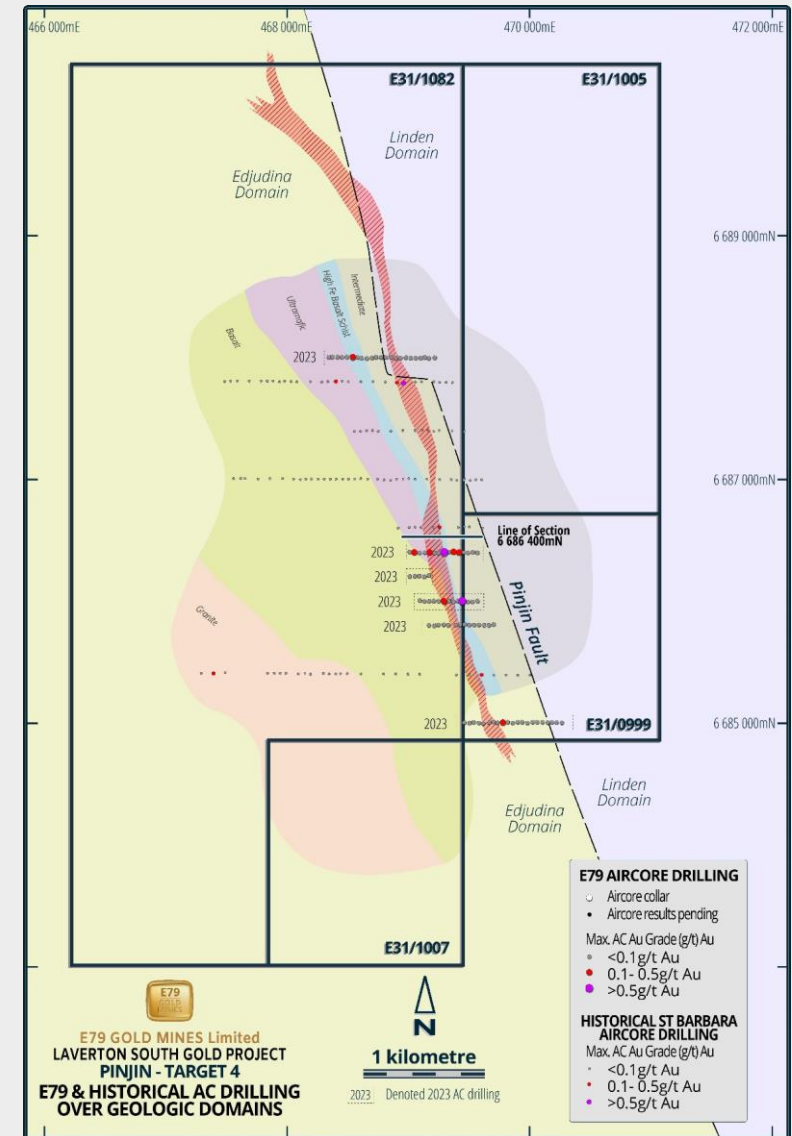 466 000mE
468 000mE
470 000mE
472 000mE
E31/1082
E31/1005
Linden
Domain
Edjudina
Domain
6 689 000mN
High Fe Basalt Schist
Intermediate
Ultramafic
Basalt
2023
6 687 000mN
Line of Section
6 686 400mN
2023
2023
2023
2023
Pinjin Fault
Granite
2023
E31/0999
6 685 000mN
Linden
Domain
Edjudina
Domain
E31/1007
E79 AIRCORE DRILLING
Aircore collar
Aircore results pending
Max. AC Au Grade (g/t) Au
<0.1g/t Au
0.1- 0.5g/t Au
>0.5g/t Au
HISTORICAL ST BARBARA
AIRCORE DRILLING
Max. AC Au Grade (g/t) Au
<0.1g/t Au
0.1- 0.5g/t Au
>0.5g/t Au
E79
GOLD
MINES
E79 GOLD MINES Limited
LAVERTON SOUTH GOLD PROJECT
PINJIN - TARGET 4
E79 & HISTORICAL AC DRILLING
OVER GEOLOGIC DOMAINS
N
1 kilometre
2023 Denoted 2023 AC drilling